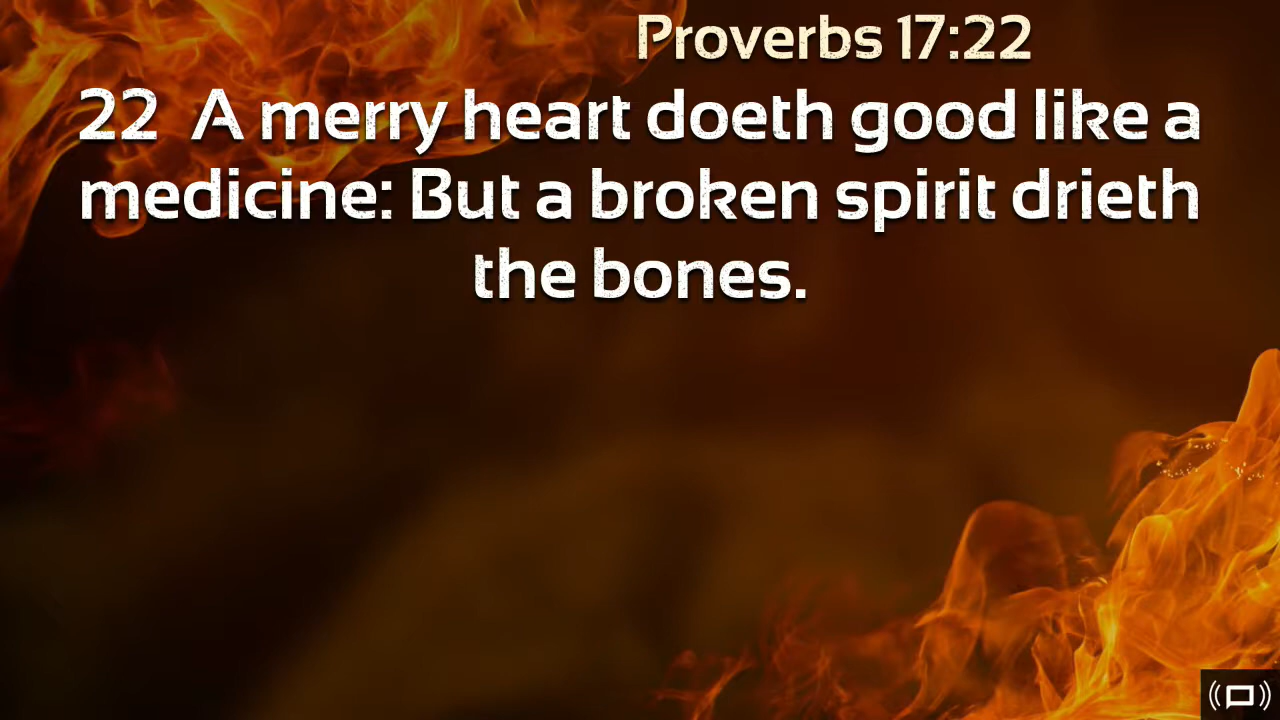 Proverbs 17:22
22 A merry heart doeth good like a
medicine: But a broken spirit drieth
the bones.